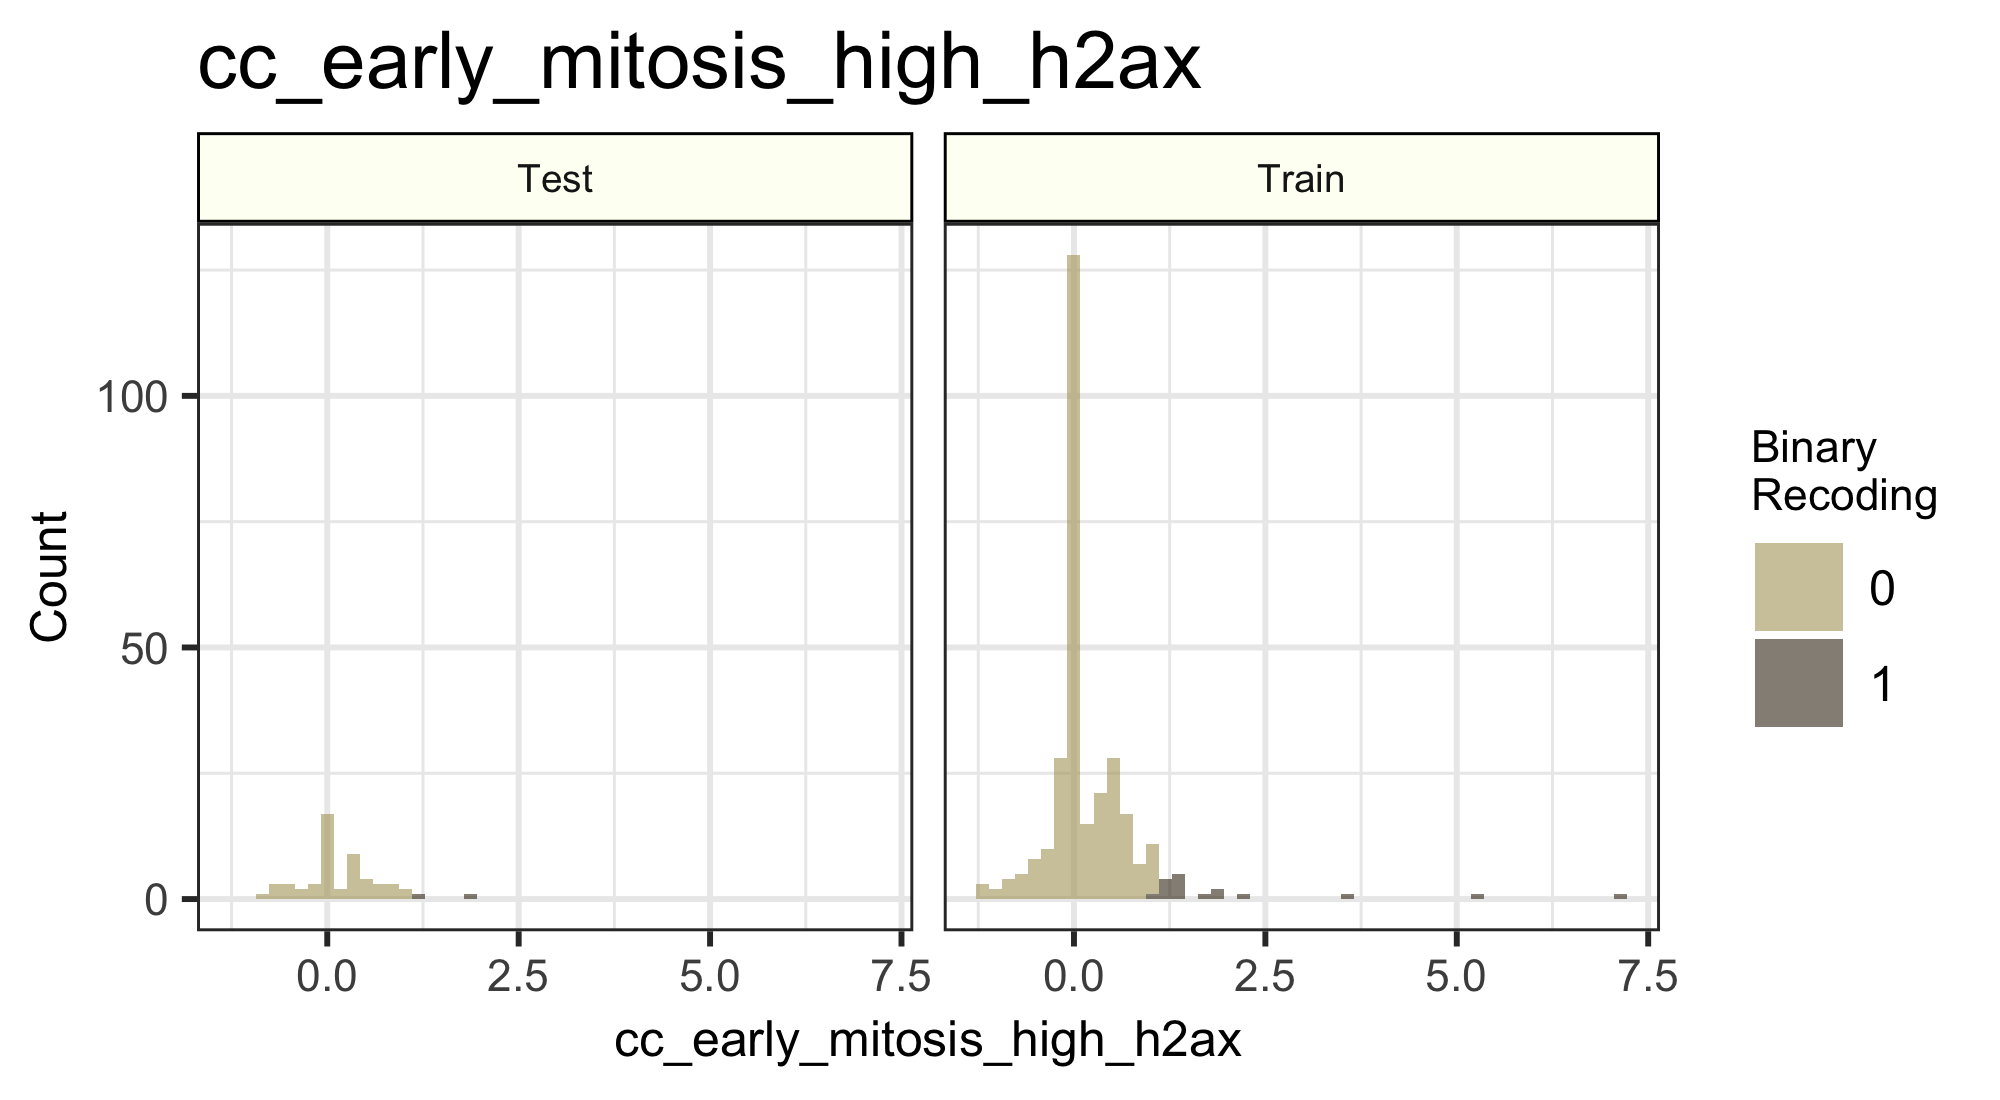 cc_early_mitosis_high_h2ax
Test
Train
Count
100
50
0
0.0
2.5
5.0
7.5
0.0
2.5
5.0
7.5
cc_early_mitosis_high_h2ax
Binary
Recoding
0
1